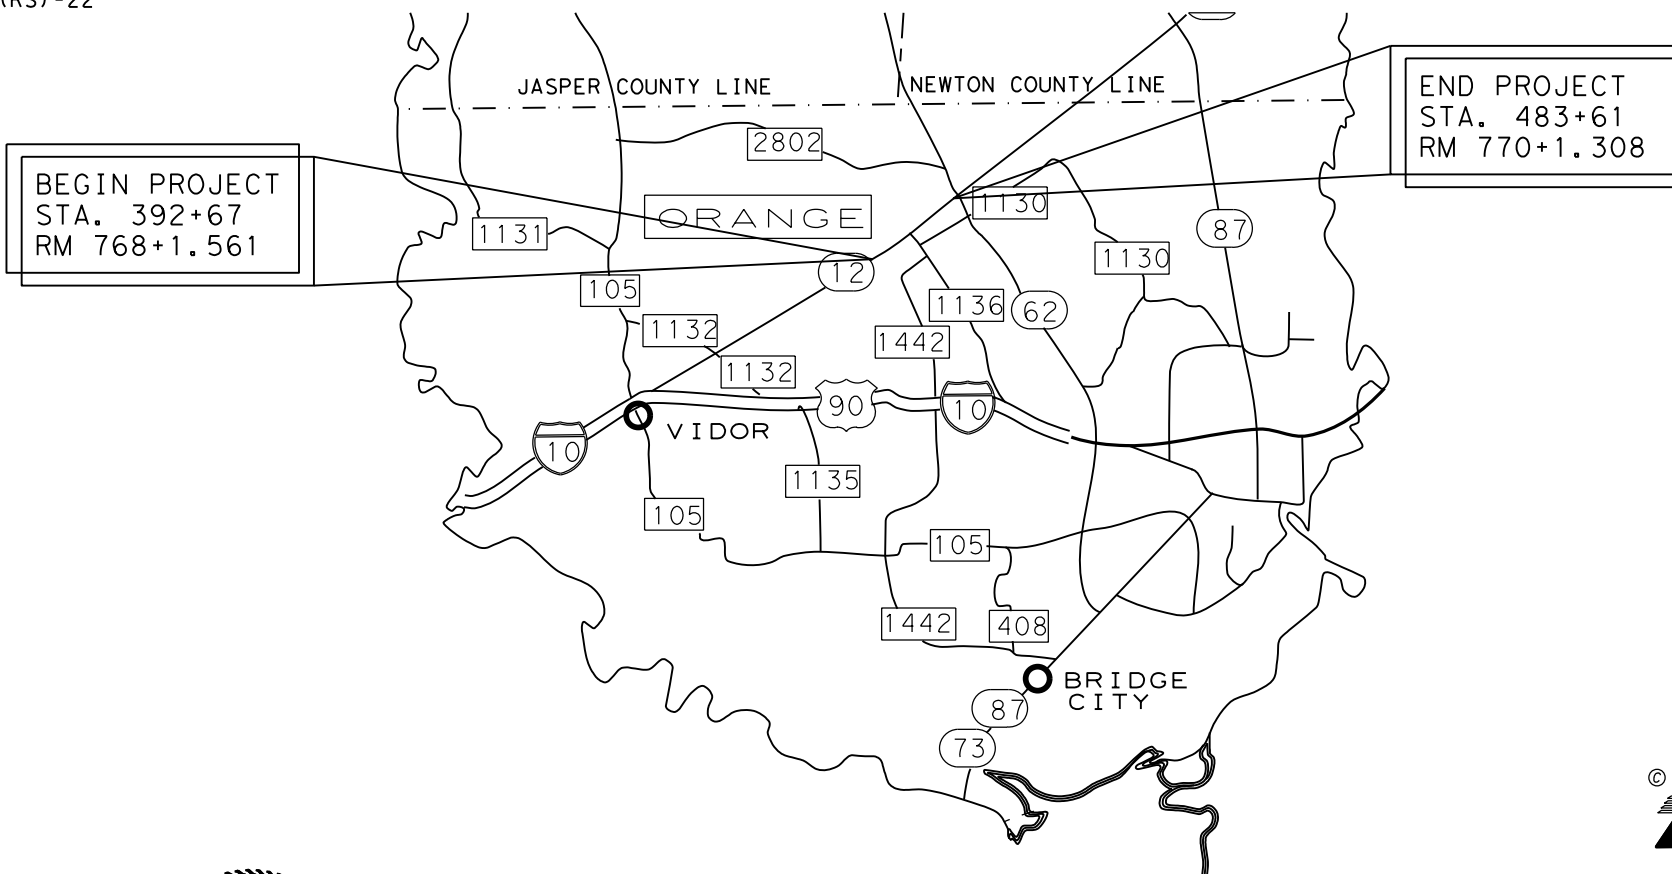 JASPER COUNTY LINE
NEWTON COUNTY LINE
END PROJECT
STA. 483+61
RM 770+1.308
BEGIN PROJECT
STA. 392+67
RM 768+1.561
2802
ORANGE
1130
1131
87
1130
12
105
1136
62
1132
1442
1132
90
10
VIDOR
10
1135
105
105
1442
408
BRIDGE
CITY
87
73
©